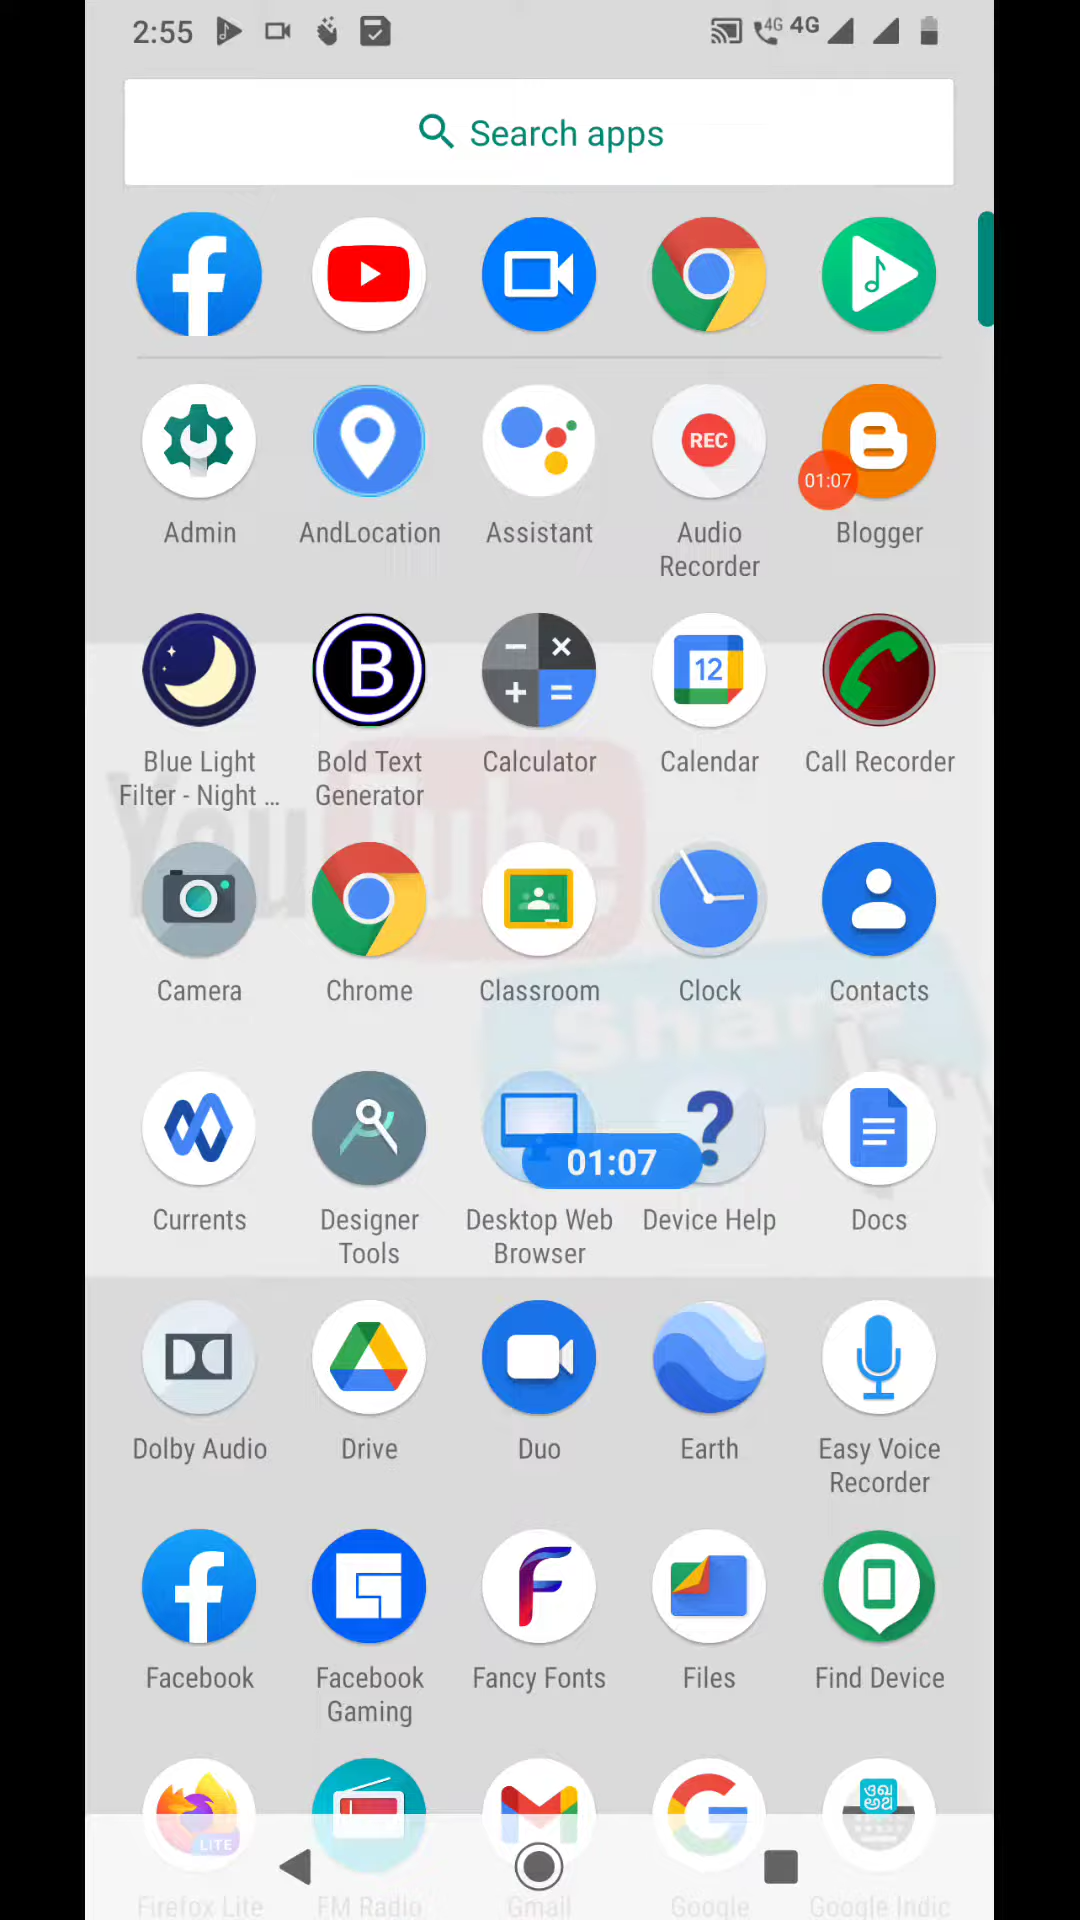 2:55
4G
4G
Search apps
REC
01:07
Admin
AndLocation
Assistant
Audio
Recorder
Blogger
B
12
Blue Light
Filter - Night ...
Bold Text
Generator
Calculator
Calendar
Call Recorder
YouTube
Camera
Chrome
Classroom
Clock
Contacts
Share
01:07
Currents
Designer
Tools
Desktop Web
Browser
Device Help
Docs
Dolby Audio
Drive
Duo
Earth
Easy Voice
Recorder
Facebook
Facebook
Gaming
Fancy Fonts
Files
Find Device
LITE
Firefox Lite
FM Radio
Gmail
Google
Google Indic